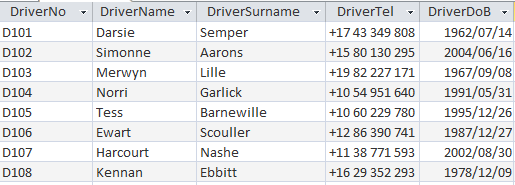 DriverNo DriverName DriverSurname DriverTel DriverDoB
D101 Darsie Semper +17 43 349 808 1962/07/14
D102 Simonne Aarons +15 80 130 295 2004/06/16
D103 Merwyn Lille +19 82 227 171 1967/09/08
D104 Norri Garlick +10 54 951 640 1991/05/31
D105 Tess Barnewille +10 60 229 780 1995/12/26
D106 Ewart Scouller +12 86 390 741 1987/12/27
D107 Harcourt Nashe +11 38 771 593 2002/08/30
D108 Kennan Ebbitt +16 29 352 293 1978/12/09